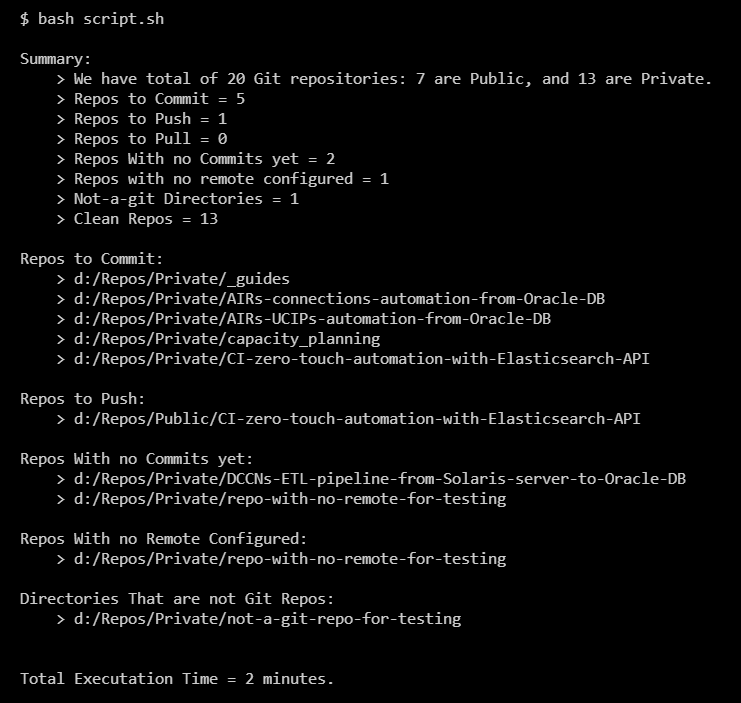 $ bash script.sh
Summary:
> We have total of 20 Git repositories: 7 are Public, and 13 are Private.
> Repos to Commit = 5
> Repos to Push = 1
> Repos to Pull = 0
> Repos With no Commits yet = 2
> Repos with no remote configured = 1
> Not-a-git Directories = 1
> Clean Repos = 13
Repos to Commit:
> d:/Repos/Private/_guides
> d:/Repos/Private/AIRs-connections-automation-from-Oracle-DB
> d:/Repos/Private/AIRs-UCIPs-automation-from-Oracle-DB
> d:/Repos/Private/capacity_planning
> d:/Repos/Private/CI-zero-touch-automation-with-Elasticsearch-API
Repos to Push:
> d:/Repos/Public/CI-zero-touch-automation-with-Elasticsearch-API
Repos With no Commits yet:
> d:/Repos/Private/DCCNs-ETL-pipeline-from-Solaris-server-to-Oracle-DB
> d:/Repos/Private/repo-with-no-remote-for-testing
Repos With no Remote Configured:
> d:/Repos/Private/repo-with-no-remote-for-testing
Directories That are not Git Repos:
> d:/Repos/Private/not-a-git-repo-for-testing
Total Executation Time = 2 minutes.